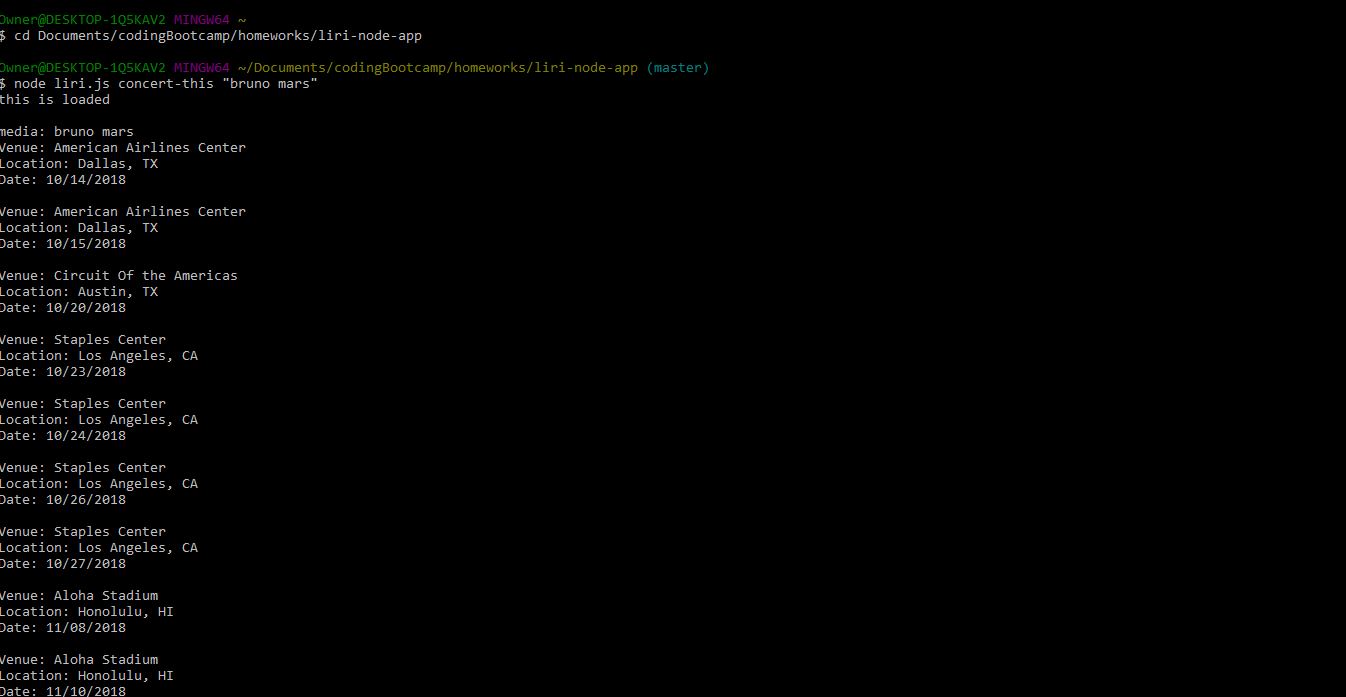 Owner@DESKTOP-1Q5KAV2 MINGW64 ~
$ cd Documents/codingBootcamp/homeworks/liri-node-app
Owner@DESKTOP-1Q5KAV2 MINGW64 ~/Documents/codingBootcamp/homeworks/liri-node-app (master)
$ node liri.js concert-this "bruno mars"
this is loaded
media: bruno mars
Venue: American Airlines Center
Location: Dallas, TX
Date: 10/14/2018
Venue: American Airlines Center
Location: Dallas, TX
Date: 10/15/2018
Venue: Circuit Of the Americas
Location: Austin, TX
Date: 10/20/2018
Venue: Staples Center
Location: Los Angeles, CA
Date: 10/23/2018
Venue: Staples Center
Location: Los Angeles, CA
Date: 10/24/2018
Venue: Staples Center
Location: Los Angeles, CA
Date: 10/26/2018
Venue: Staples Center
Location: Los Angeles, CA
Date: 10/27/2018
Venue: Aloha Stadium
Location: Honolulu, HI
Date: 11/08/2018
Venue: Aloha Stadium
Location: Honolulu, HI
Date: 11/10/2018